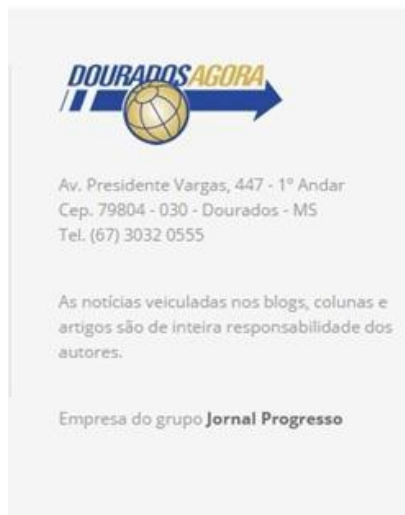 DOURADOSAGORA
Av. Presidente Vargas, 447 - 1º Andar
Cep. 79804 - 030 - Dourados - MS
Tel. (67) 3032 0555
As notícias veiculadas nos blogs, colunas e
artigos são de inteira responsabilidade dos
autores.
Empresa do grupo Jornal Progresso